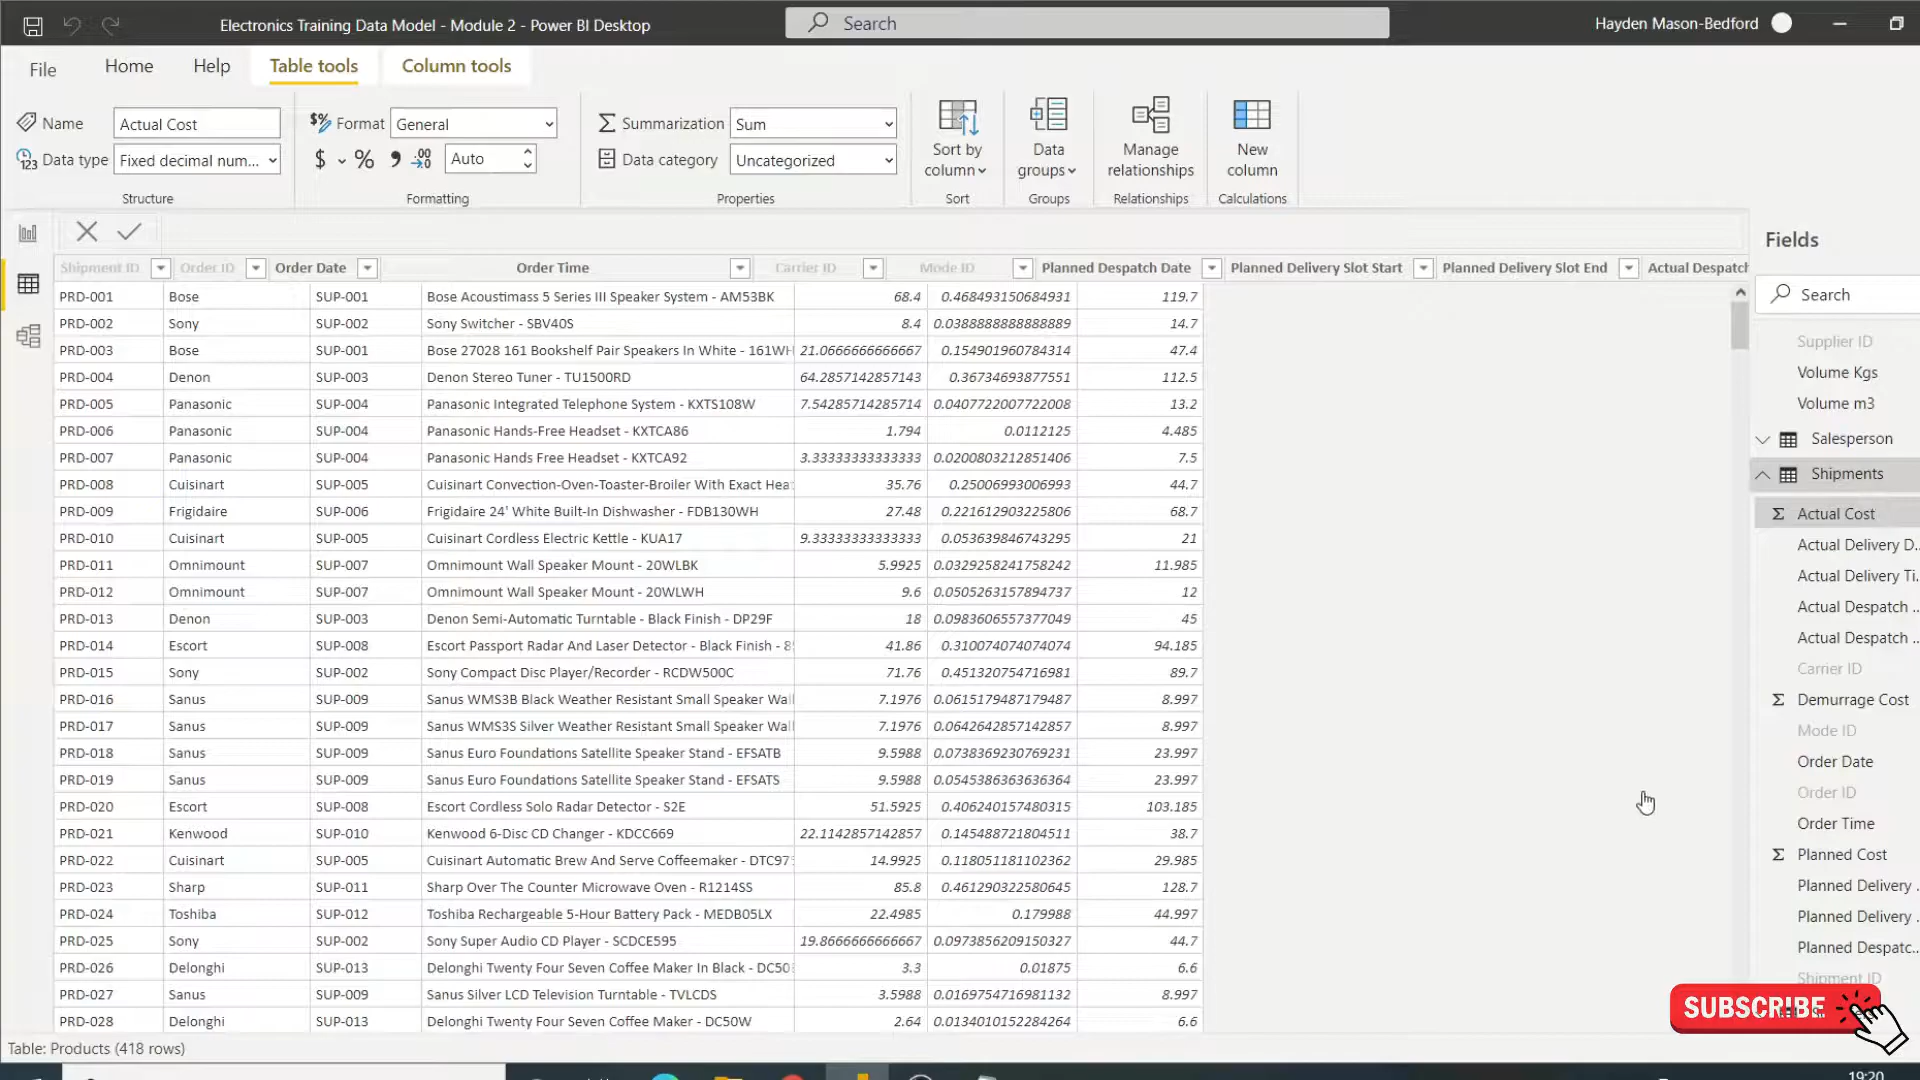 Electronics Training Data Model - Module 2 - Power BI Desktop
Search
Hayden Mason-Bedford
File Home Help Table tools Column tools
Name Actual Cost
Data type Fixed decimal num...
Structure
$% Format General
$ % Auto
Formatting
Summarization Sum
Data category Uncategorized
Properties
Sort by column
Sort
Data groups
Groups
Manage relationships
Relationships
New column
Calculations
Shipment ID Order ID Order Date Order Time Carrier ID Mode ID Planned Despatch Date Planned Delivery Slot Start Planned Delivery Slot End Actual Despatch
PRD-001 Bose SUP-001 Bose Acoustimass 5 Series III Speaker System - AM53BK 68.4 0.468493150684931 119.7
PRD-002 Sony SUP-002 Sony Switcher - SBV40S 8.4 0.0388888888888889 14.7
PRD-003 Bose SUP-001 Bose 27028 161 Bookshelf Pair Speakers In White - 161WH 21.0666666666667 0.154901960784314 47.4
PRD-004 Denon SUP-003 Denon Stereo Tuner - TU1500RD 64.2857142857143 0.36734693877551 112.5
PRD-005 Panasonic SUP-004 Panasonic Integrated Telephone System - KXTS108W 7.54285714285714 0.0407722007722008 13.2
PRD-006 Panasonic SUP-004 Panasonic Hands-Free Headset - KXTCA86 1.794 0.0112125 4.485
PRD-007 Panasonic SUP-004 Panasonic Hands Free Headset - KXTCA92 3.33333333333333 0.0200803212851406 7.5
PRD-008 Cuisinart SUP-005 Cuisinart Convection-Oven-Toaster-Broiler With Exact Hea 35.76 0.25006993006993 44.7
PRD-009 Frigidaire SUP-006 Frigidaire 24' White Built-In Dishwasher - FDB130WH 27.48 0.221612903225806 68.7
PRD-010 Cuisinart SUP-005 Cuisinart Cordless Electric Kettle - KUA17 9.33333333333333 0.053639846743295 21
PRD-011 Omnimount SUP-007 Omnimount Wall Speaker Mount - 20WLBK 5.9925 0.0329258241758242 11.985
PRD-012 Omnimount SUP-007 Omnimount Wall Speaker Mount - 20WLWH 9.6 0.0505263157894737 12
PRD-013 Denon SUP-003 Denon Semi-Automatic Turntable - Black Finish - DP29F 18 0.0983606557377049 45
PRD-014 Escort SUP-008 Escort Passport Radar And Laser Detector - Black Finish - 8 41.86 0.310074074074074 94.185
PRD-015 Sony SUP-002 Sony Compact Disc Player/Recorder - RCDW500C 71.76 0.451320754716981 89.7
PRD-016 Sanus SUP-009 Sanus WMS3B Black Weather Resistant Small Speaker Wal 7.1976 0.0615179487179487 8.997
PRD-017 Sanus SUP-009 Sanus WMS3S Silver Weather Resistant Small Speaker Wal 7.1976 0.0642642857142857 8.997
PRD-018 Sanus SUP-009 Sanus Euro Foundations Satellite Speaker Stand - EFSATB 9.5988 0.0738369230769231 23.997
PRD-019 Sanus SUP-009 Sanus Euro Foundations Satellite Speaker Stand - EFSATS 9.5988 0.0545386363636364 23.997
PRD-020 Escort SUP-008 Escort Cordless Solo Radar Detector - S2E 51.5925 0.406240157480315 103.185
PRD-021 Kenwood SUP-010 Kenwood 6-Disc CD Changer - KDCC669 22.1142857142857 0.145488721804511 38.7
PRD-022 Cuisinart SUP-005 Cuisinart Automatic Brew And Serve Coffeemaker - DTC97 14.9925 0.118051181102362 29.985
PRD-023 Sharp SUP-011 Sharp Over The Counter Microwave Oven - R1214SS 85.8 0.461290322580645 128.7
PRD-024 Toshiba SUP-012 Toshiba Rechargeable 5-Hour Battery Pack - MEDB05LX 22.4985 0.179988 44.997
PRD-025 Sony SUP-002 Sony Super Audio CD Player - SCDCE595 19.8666666666667 0.0973856209150327 44.7
PRD-026 Delonghi SUP-013 Delonghi Twenty Four Seven Coffee Maker In Black - DC50 3.3 0.01875 6.6
PRD-027 Sanus SUP-009 Sanus Silver LCD Television Turntable - TVLCDS 3.5988 0.0169754716981132 8.997
PRD-028 Delonghi SUP-013 Delonghi Twenty Four Seven Coffee Maker - DC50W 2.64 0.0134010152284264 6.6
Table: Products (418 rows)
Fields
Search
Supplier ID
Volume Kgs
Volume m3
Salesperson
Shipments
Actual Cost
Actual Delivery D...
Actual Delivery Ti...
Actual Despatch ...
Actual Despatch ...
Carrier ID
Demurrage Cost
Mode ID
Order Date
Order ID
Order Time
Planned Cost
Planned Delivery ...
Planned Delivery ...
Planned Despatc...
Shipment ID
SUBSCRIBE
19:20